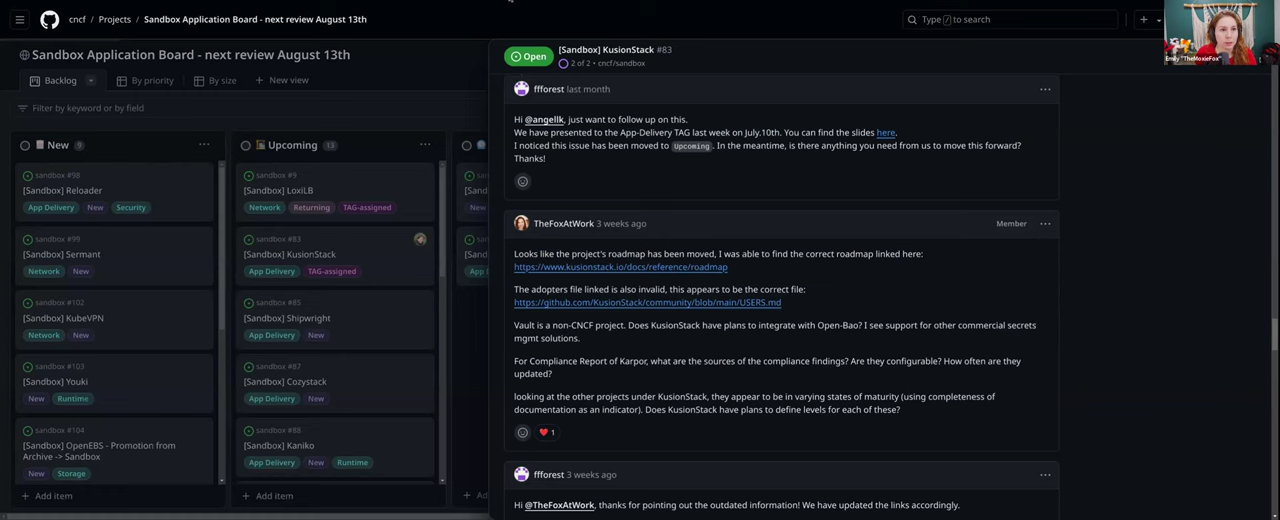 cncf / Projects / Sandbox Application Board - next review August 13th
Type / to search
Emily "TheMoxieFox"
Sandbox Application Board - next review August 13th
Backlog
By priority
By size
+ New view
Filter by keyword or by field
New 9
sandbox #98
[Sandbox] Reloader
App Delivery New Security
sandbox #99
[Sandbox] Sermant
Network New
sandbox #102
[Sandbox] KubeVPN
Network New
sandbox #103
[Sandbox] Youki
New Runtime
sandbox #104
[Sandbox] OpenEBS - Promotion from
Archive -> Sandbox
New Storage
+ Add item
Upcoming 13
sandbox #9
[Sandbox] LoxiLB
Network Returning TAG-assigned
sandbox #83
[Sandbox] KusionStack
App Delivery TAG-assigned
sandbox #85
[Sandbox] Shipwright
App Delivery New
sandbox #87
[Sandbox] Cozystack
App Delivery New
sandbox #88
[Sandbox] Kaniko
App Delivery New Runtime
+ Add item
Open
[Sandbox] KusionStack #83
2 of 2 • cncf/sandbox
ffforest last month
Hi @angellk, just want to follow up on this.
We have presented to the App-Delivery TAG last week on July.10th. You can find the slides here.
I noticed this issue has been moved to Upcoming. In the meantime, is there anything you need from us to move this forward?
Thanks!
TheFoxAtWork 3 weeks ago
Member
Looks like the project's roadmap has been moved, I was able to find the correct roadmap linked here:
https://www.kusionstack.io/docs/reference/roadmap
The adopters file linked is also invalid, this appears to be the correct file:
https://github.com/KusionStack/community/blob/main/USERS.md
Vault is a non-CNCF project. Does KusionStack have plans to integrate with Open-Bao? I see support for other commercial secrets
mgmt solutions.
For Compliance Report of Karpor, what are the sources of the compliance findings? Are they configurable? How often are they
updated?
looking at the other projects under KusionStack, they appear to be in varying states of maturity (using completeness of
documentation as an indicator). Does KusionStack have plans to define levels for each of these?
1
ffforest 3 weeks ago
Hi @TheFoxAtWork, thanks for pointing out the outdated information! We have updated the links accordingly.